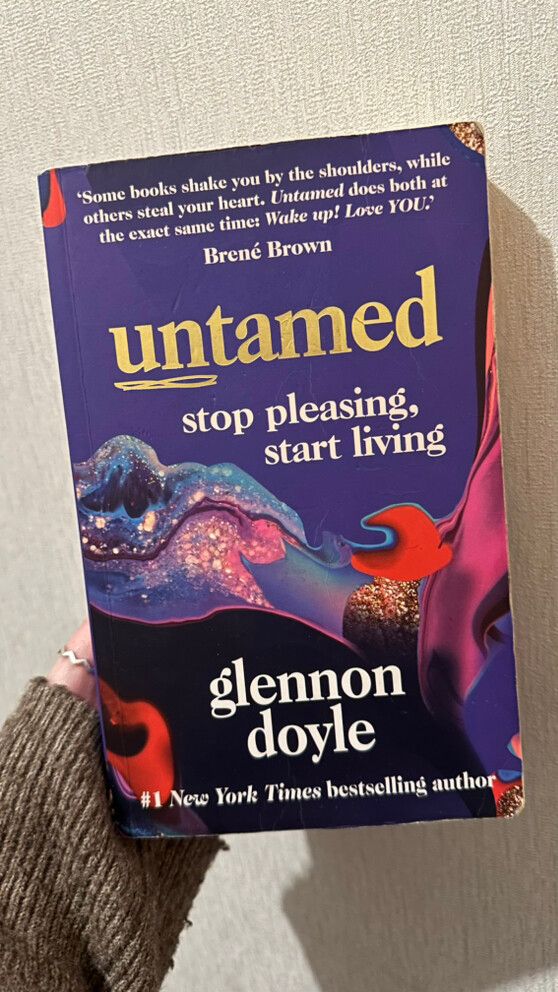 ‘Some books shake you by the shoulders, while
others steal your heart. Untamed does both at
the exact same time: Wake up! Love YOU.’
Brené Brown
untamed
stop pleasing,
start living
glennon
doyle
#1 New York Times bestselling author